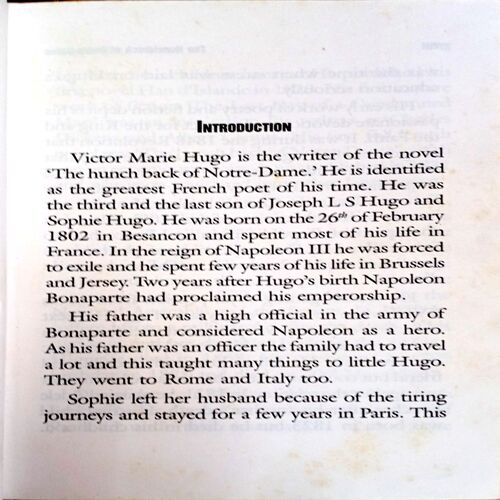 INTRODUCTION
Victor Marie Hugo is the writer of the novel
'The hunch back of Notre-Dame.' He is identified
as the greatest French poet of his time. He was
the third and the last son of Joseph L S Hugo and
Sophie Hugo. He was born on the 26th of February
1802 in Besancon and spent most of his life in
France. In the reign of Napoleon III he was forced
to exile and he spent few years of his life in Brussels
and Jersey. Two years after Hugo's birth Napoleon
Bonaparte had proclaimed his emperorship.
His father was a high official in the army of
Bonaparte and considered Napoleon as a hero.
As his father was an officer the family had to travel
a lot and this taught many things to little Hugo.
They went to Rome and Italy too.
Sophie left her husband because of the tiring
journeys and stayed for a few years in Paris. This